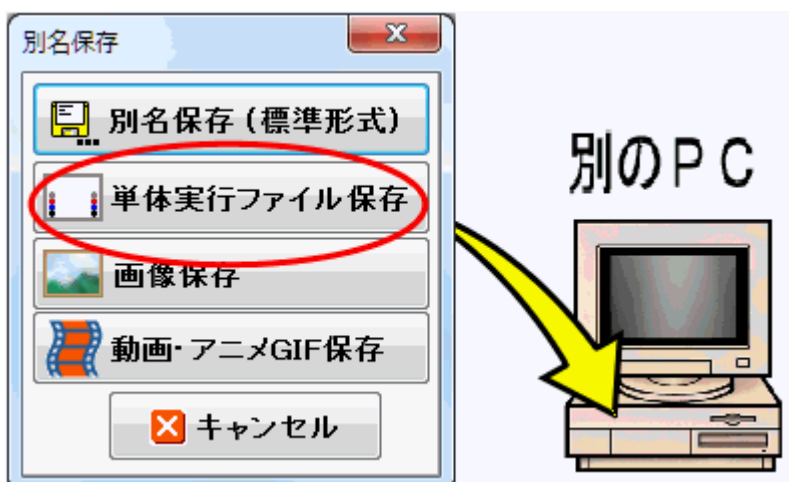 別名保存
別名保存(標準形式)
単体実行ファイル保存
画像保存
動画・アニメGIF保存
キャンセル
別のPC